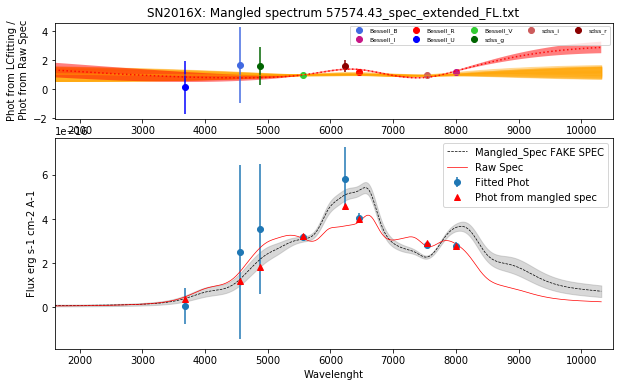 SN2016X: Mangled spectrum 57574.43_spec_extended_FL.txt
Phot from LCfitting /
Phot from Raw Spec
4
2
0
−2
Bessell_B
Bessell_R
Bessell_V
sdss_i
sdss_r
Bessell_I
Bessell_U
sdss_g
2000
3000
4000
5000
6000
7000
8000
9000
10000
1e−16
Flux erg s-1 cm-2 A-1
6
4
2
0
Mangled_Spec FAKE SPEC
Raw Spec
Fitted Phot
Phot from mangled spec
2000
3000
4000
5000
6000
7000
8000
9000
10000
Wavelenght